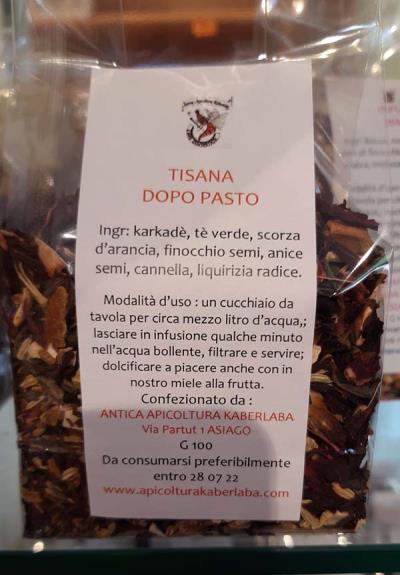 TISANA
DOPO PASTO
Ingr: karkadè, tè verde, scorza
d'arancia, finocchio semi, anice
semi, cannella, liquirizia radice.
Modalità d'uso : un cucchiaio da
tavola per circa mezzo litro d'acqua,;
lasciare in infusione qualche minuto
nell'acqua bollente, filtrare e servire;
dolcificare a piacere anche con in
nostro miele alla frutta.
Confezionato da :
ANTICA APICOLTURA KABERLABA
Via Partut 1 ASIAGO
G 100
Da consumarsi preferibilmente
entro 28 07 22
www.apicolturakaberlaba.com